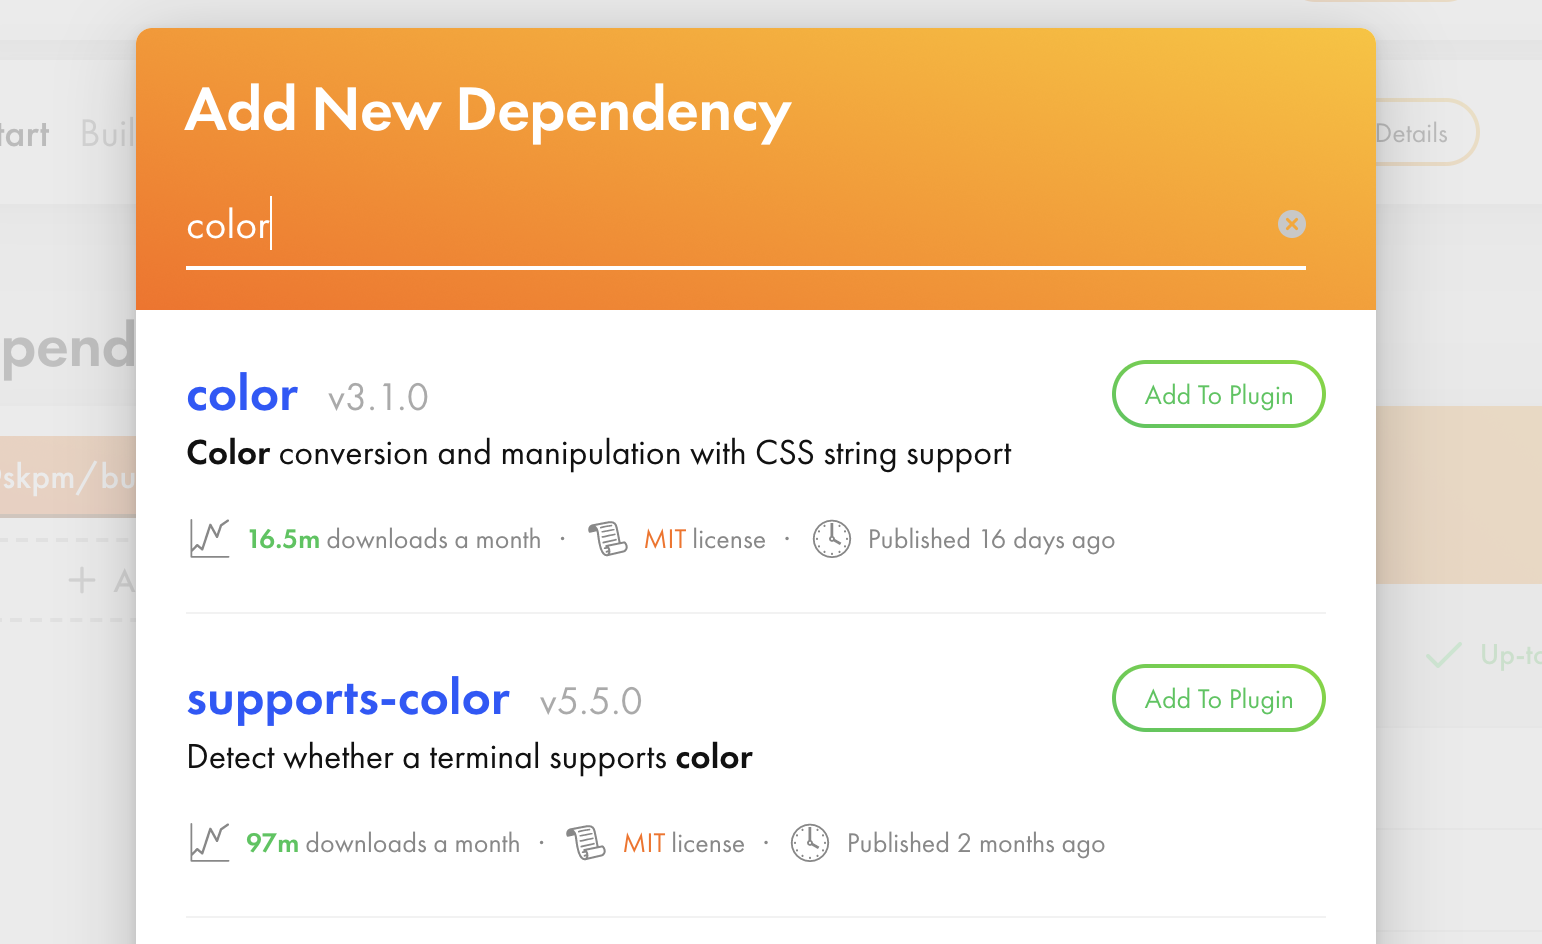 Add New Dependency
tart Buil
Details
color
pend
color v3.1.0 Add To Plugin
Color conversion and manipulation with CSS string support
skpm/bu
16.5m downloads a month · MIT license · Published 16 days ago
+ A
supports-color v5.5.0 Add To Plugin
Up-to
Detect whether a terminal supports color
97m downloads a month · MIT license · Published 2 months ago